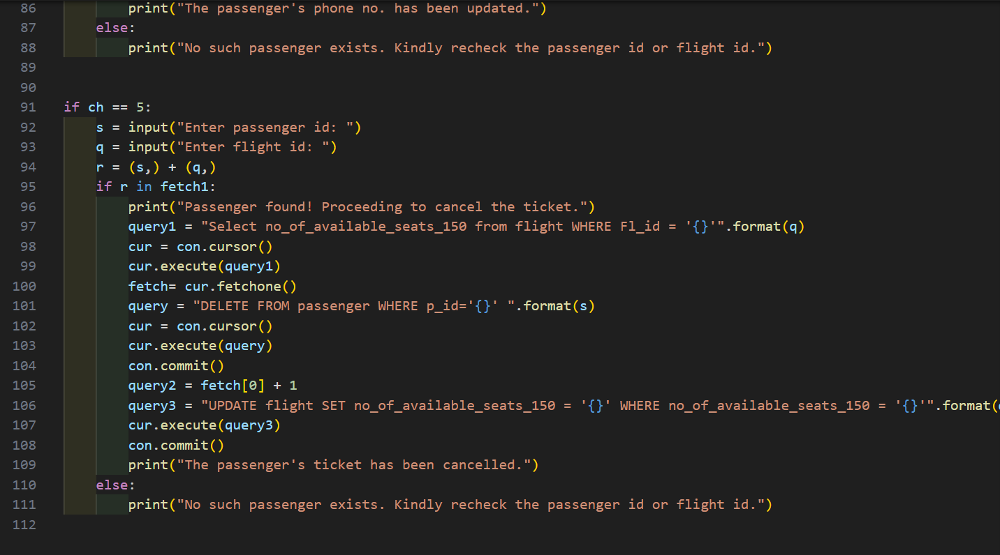 86 print("The passenger's phone no. has been updated.")
87 else:
88 print("No such passenger exists. Kindly recheck the passenger id or flight id.")
89
90
91 if ch == 5:
92 s = input("Enter passenger id: ")
93 q = input("Enter flight id: ")
94 r = (s,) + (q,)
95 if r in fetch1:
96 print("Passenger found! Proceeding to cancel the ticket.")
97 query1 = "Select no_of_available_seats_150 from flight WHERE Fl_id = '{}'".format(q)
98 cur = con.cursor()
99 cur.execute(query1)
100 fetch= cur.fetchone()
101 query = "DELETE FROM passenger WHERE p_id='{}' ".format(s)
102 cur = con.cursor()
103 cur.execute(query)
104 con.commit()
105 query2 = fetch[0] + 1
106 query3 = "UPDATE flight SET no_of_available_seats_150 = '{}' WHERE no_of_available_seats_150 = '{}'".format(
107 cur.execute(query3)
108 con.commit()
109 print("The passenger's ticket has been cancelled.")
110 else:
111 print("No such passenger exists. Kindly recheck the passenger id or flight id.")
112